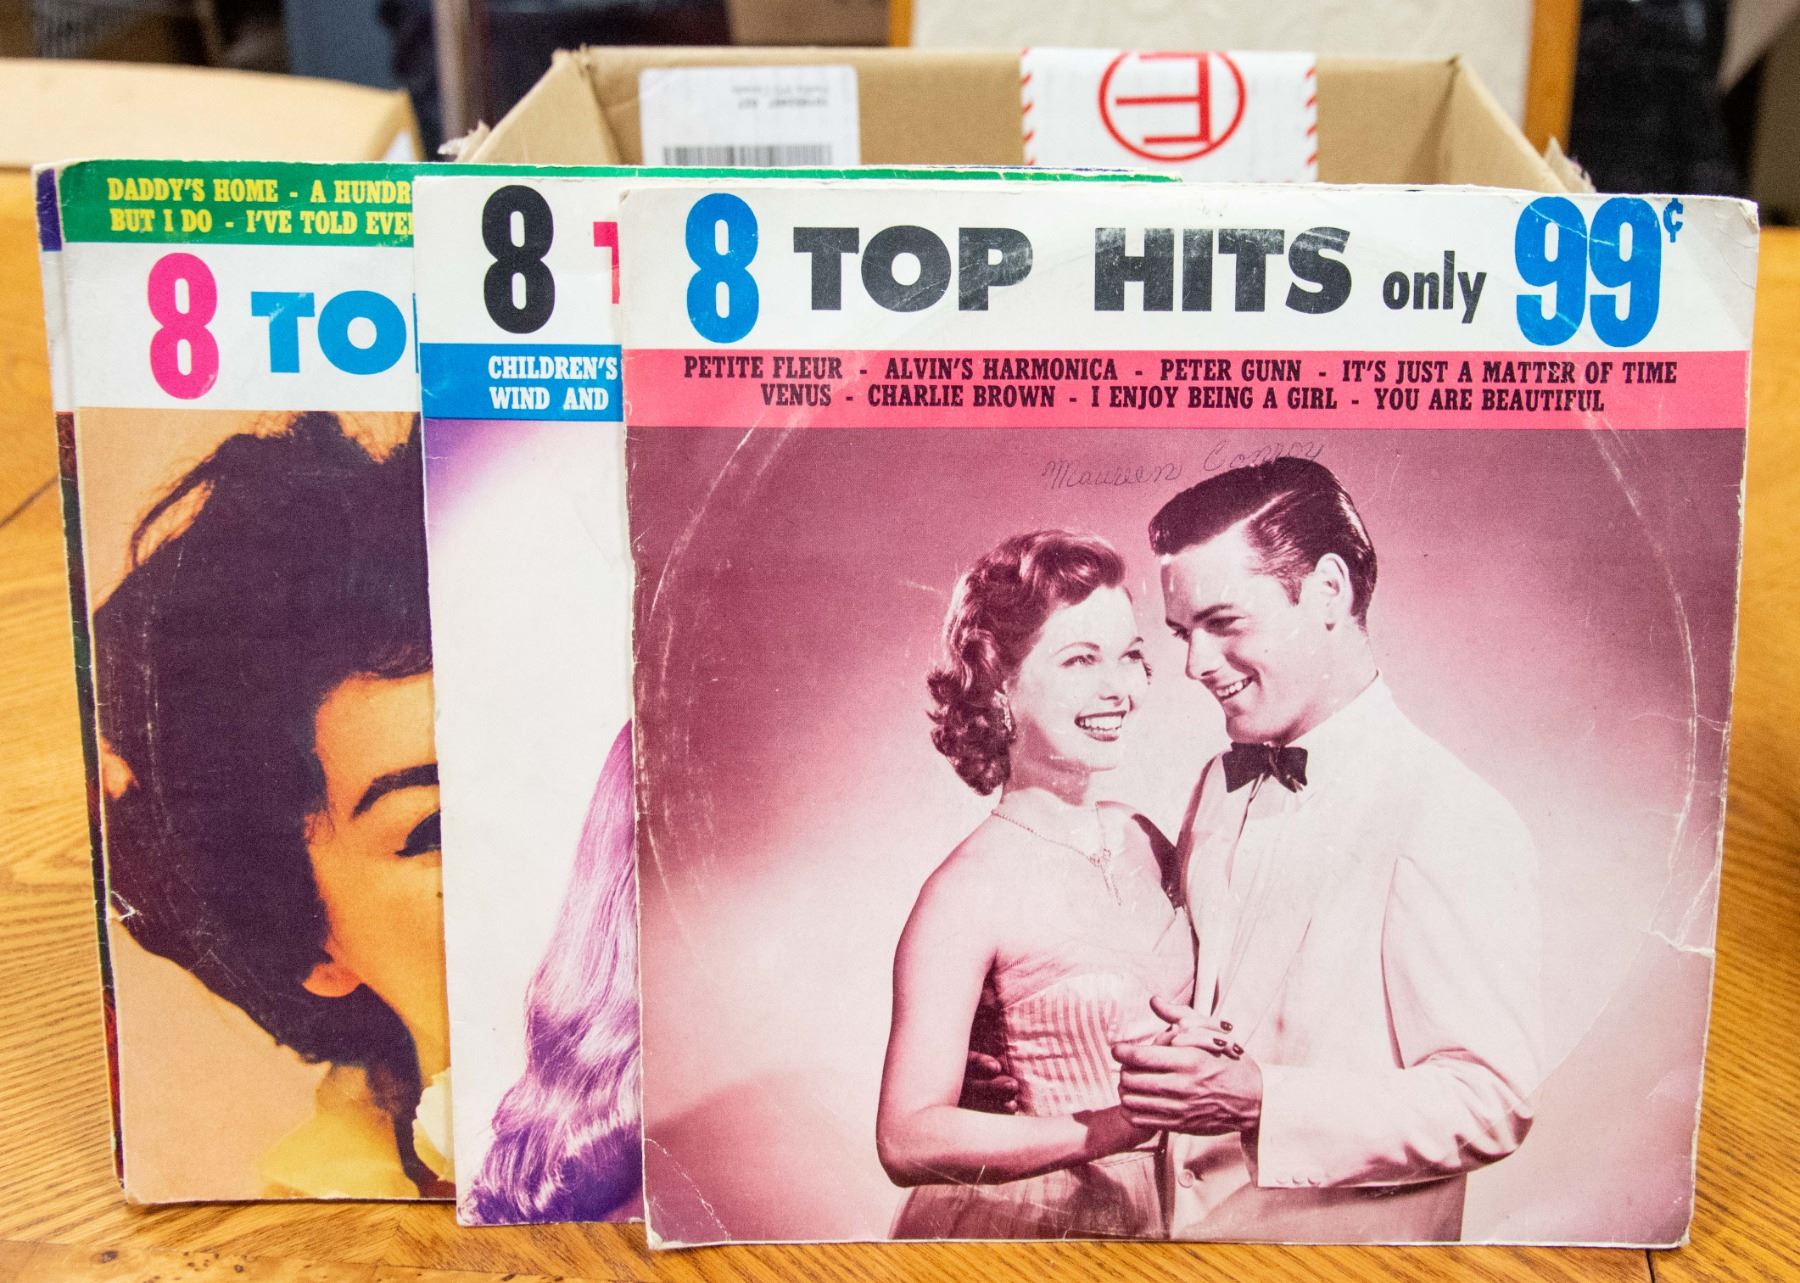 DADDY'S HOME - A HUNDR
BUT I DO - I'VE TOLD EVE
8 TO
8 T
CHILDREN'S
WIND AND
8 TOP HITS only 99¢
PETITE FLEUR - ALVIN'S HARMONICA - PETER GUNN - IT'S JUST A MATTER OF TIME
VENUS - CHARLIE BROWN - I ENJOY BEING A GIRL - YOU ARE BEAUTIFUL
Maureen Conroy